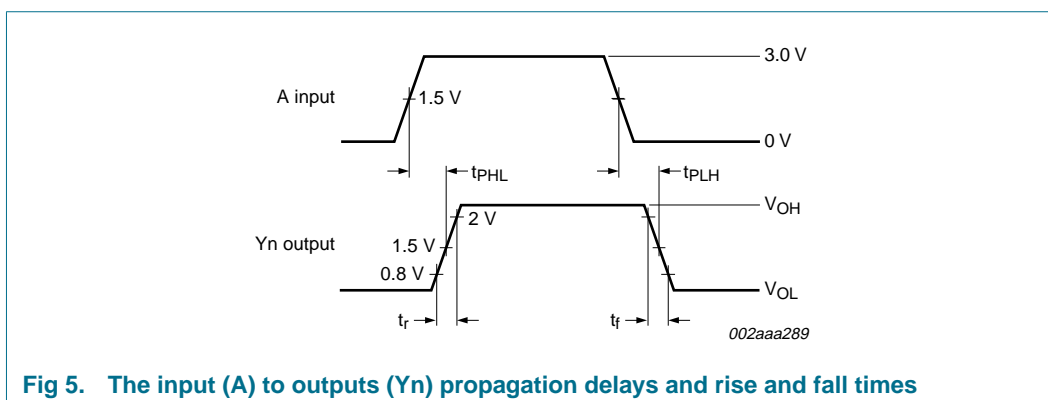 3.0 V
A input
1.5 V
0 V
tPHL
tPLH
VOH
2 V
Yn output
1.5 V
0.8 V
VOL
tr
tf
002aaa289
Fig 5. The input (A) to outputs (Yn) propagation delays and rise and fall times